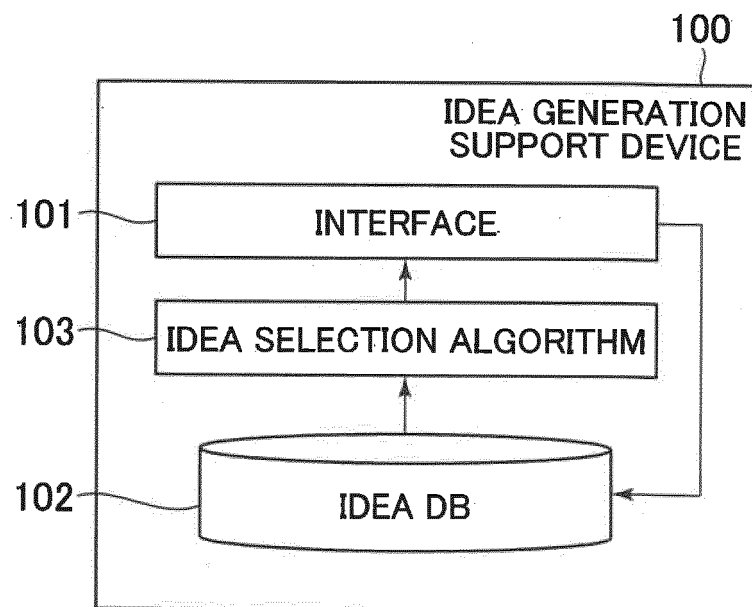 100
IDEA GENERATION
SUPPORT DEVICE
101
INTERFACE
103
IDEA SELECTION ALGORITHM
102
IDEA DB